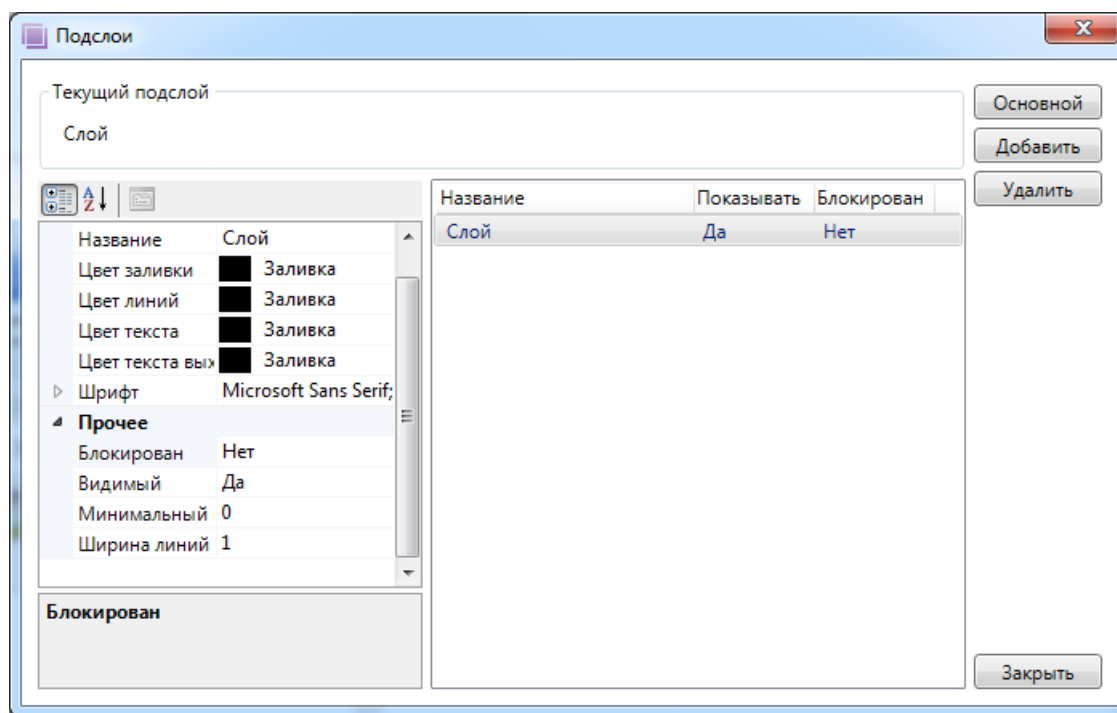 Подслои
Текущий подслой
Слой
Основной
Добавить
Удалить
Название Слой
Цвет заливки Заливка
Цвет линий Заливка
Цвет текста Заливка
Цвет текста вых Заливка
Шрифт Microsoft Sans Serif;
Прочее
Блокирован Нет
Видимый Да
Минимальный 0
Ширина линий 1
Блокирован
Название Показывать Блокирован
Слой Да Нет
Закрыть